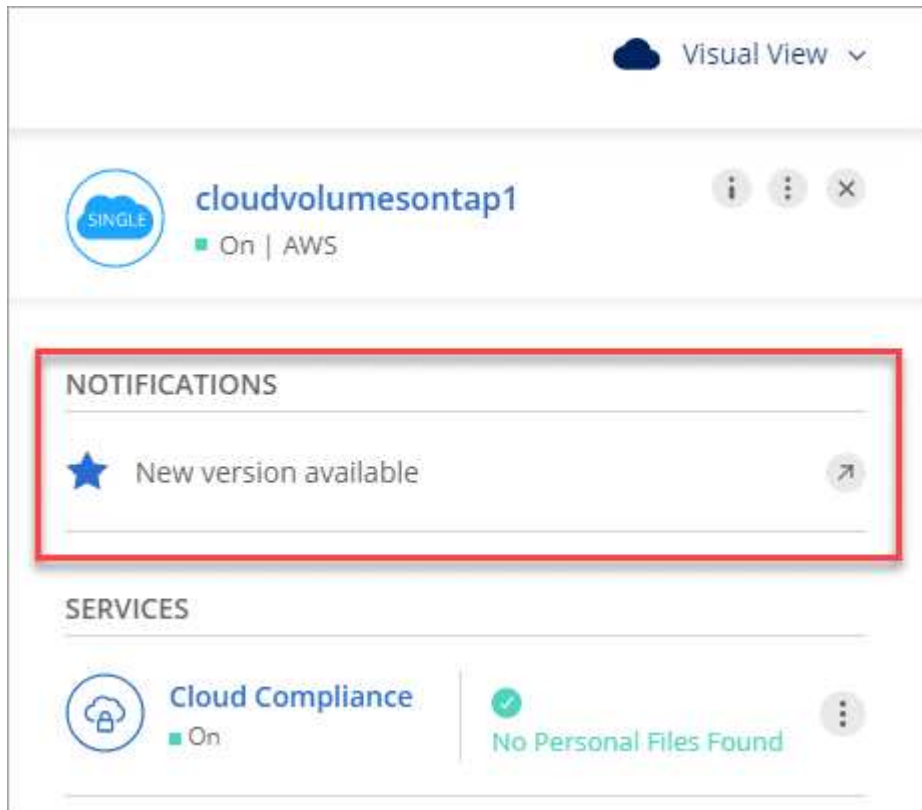 Visual View
SINGLE
cloudvolumesontap1
On | AWS
NOTIFICATIONS
New version available
SERVICES
Cloud Compliance
On
No Personal Files Found